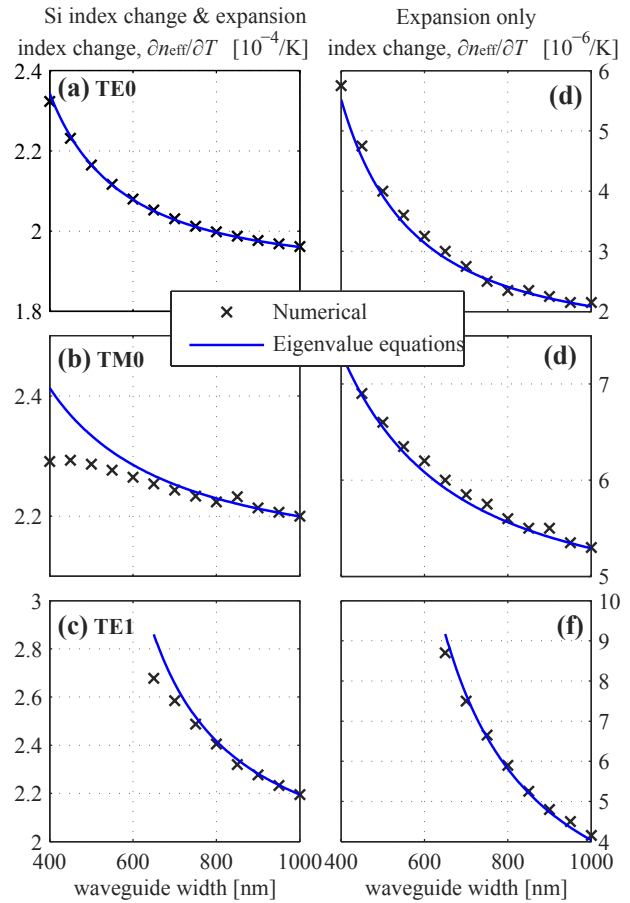 Si index change & expansion
index change, ∂neff/∂T [10⁻⁴/K]
Expansion only
index change, ∂neff/∂T [10⁻⁶/K]
2.4
2.2
2
1.8
(a) TE0
6
5
4
3
2
(d)
Numerical
Eigenvalue equations
2.4
2.2
(b) TM0
7
6
5
(d)
3
2.8
2.6
2.4
2.2
2
(c) TE1
400
600
800
1000
waveguide width [nm]
10
9
8
7
6
5
4
(f)
400
600
800
1000
waveguide width [nm]